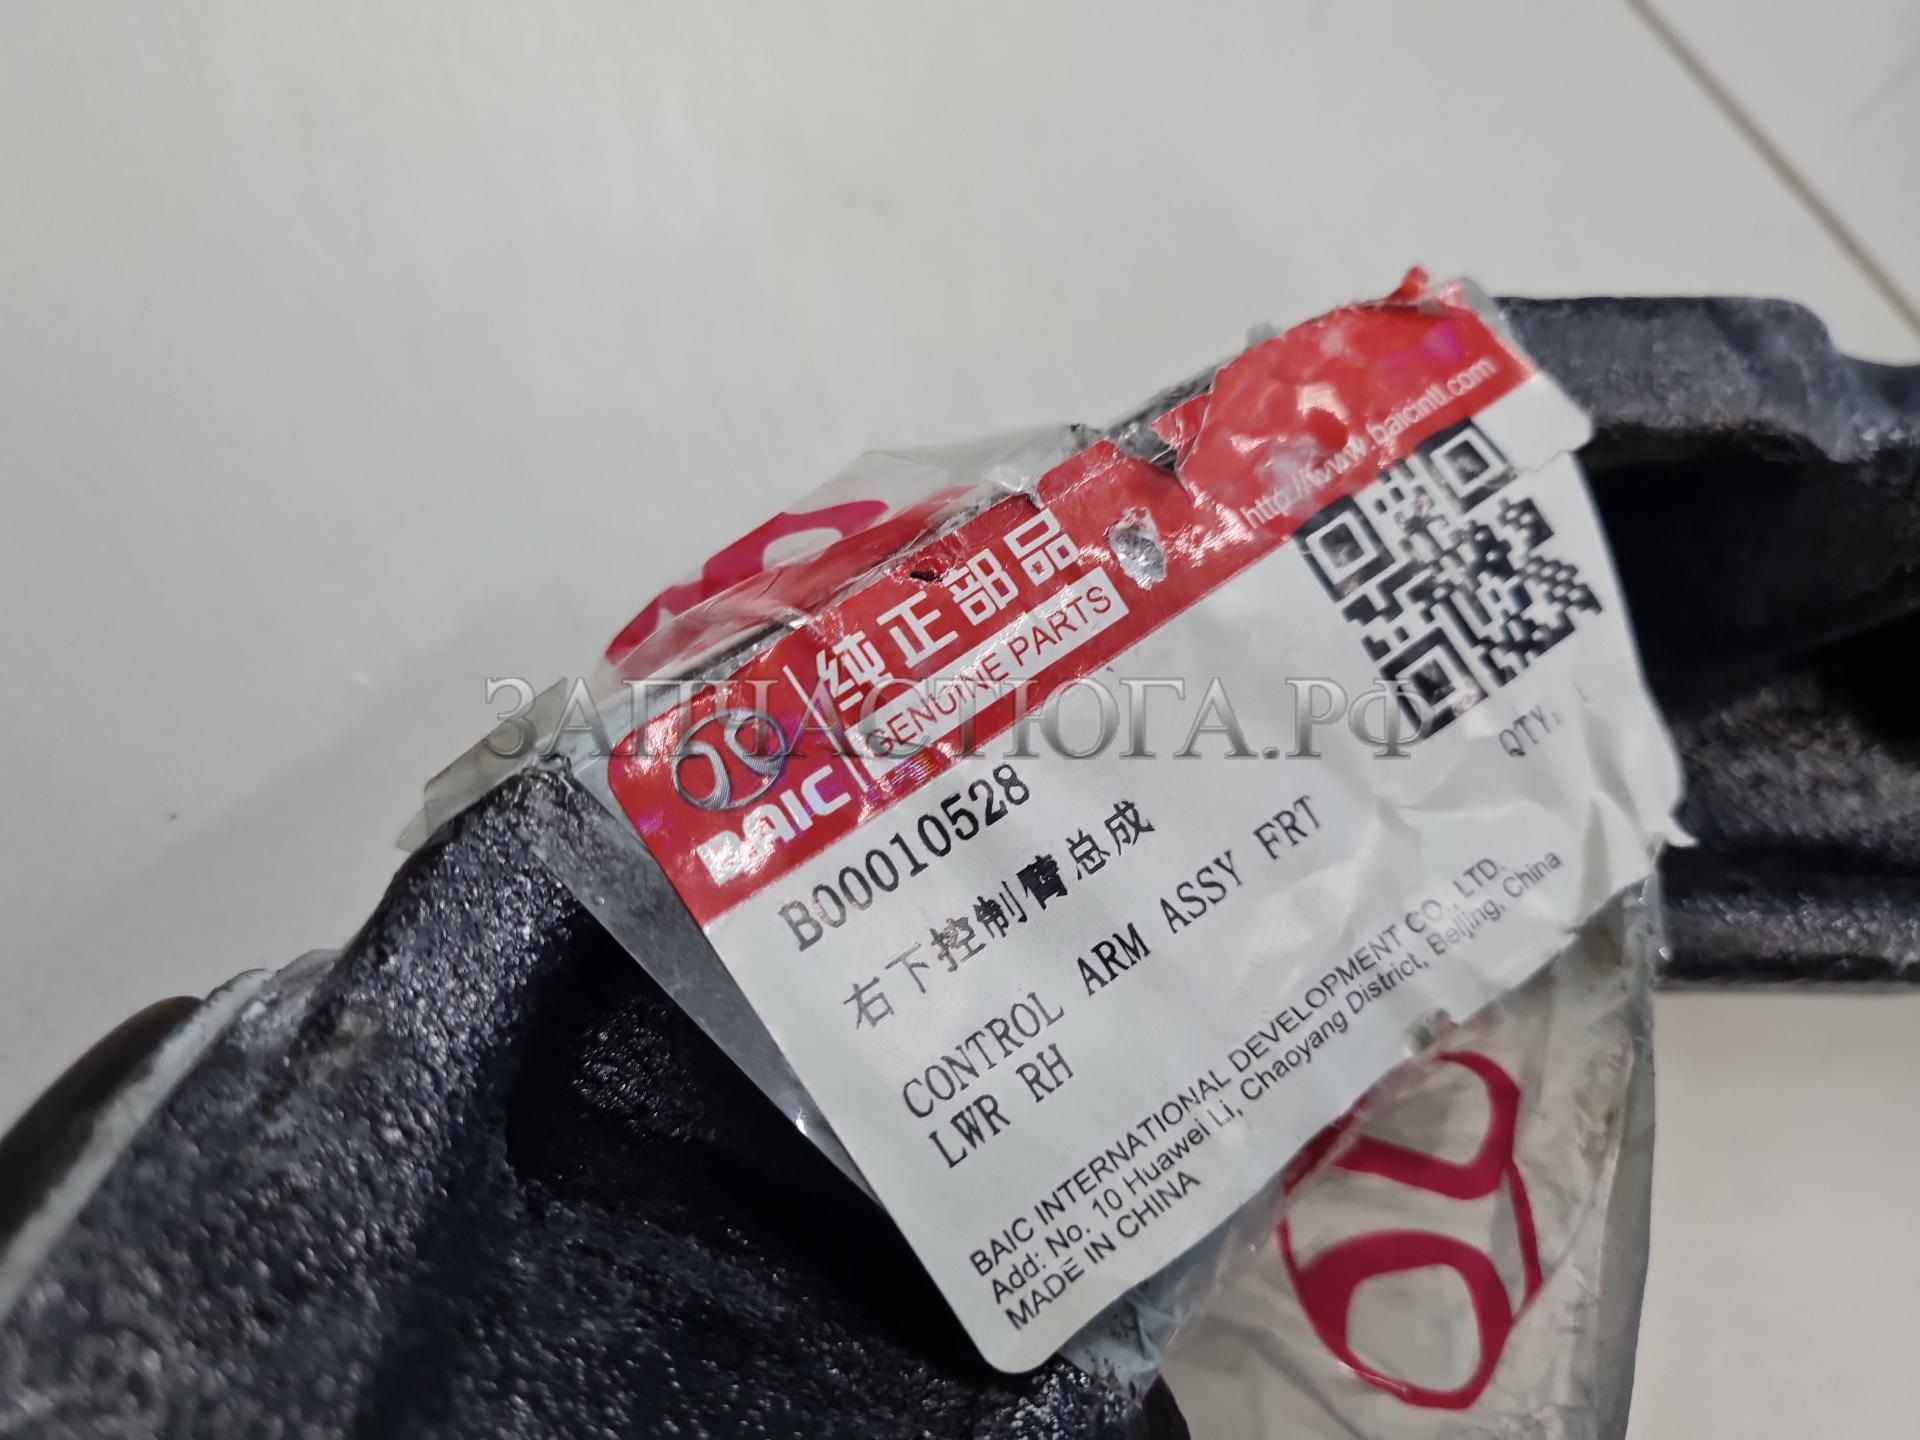 http://www.baicintl.com
纯正部品
GENUINE PARTS
BAIC
ЗАПЧАСТЮГА.РФ
B00010528
QTY:
右下控制臂总成
CONTROL ARM ASSY FRT
LWR RH
BAIC INTERNATIONAL DEVELOPMENT CO., LTD.
Add: No. 10 Huawei Li, Chaoyang District, Beijing, China
MADE IN CHINA